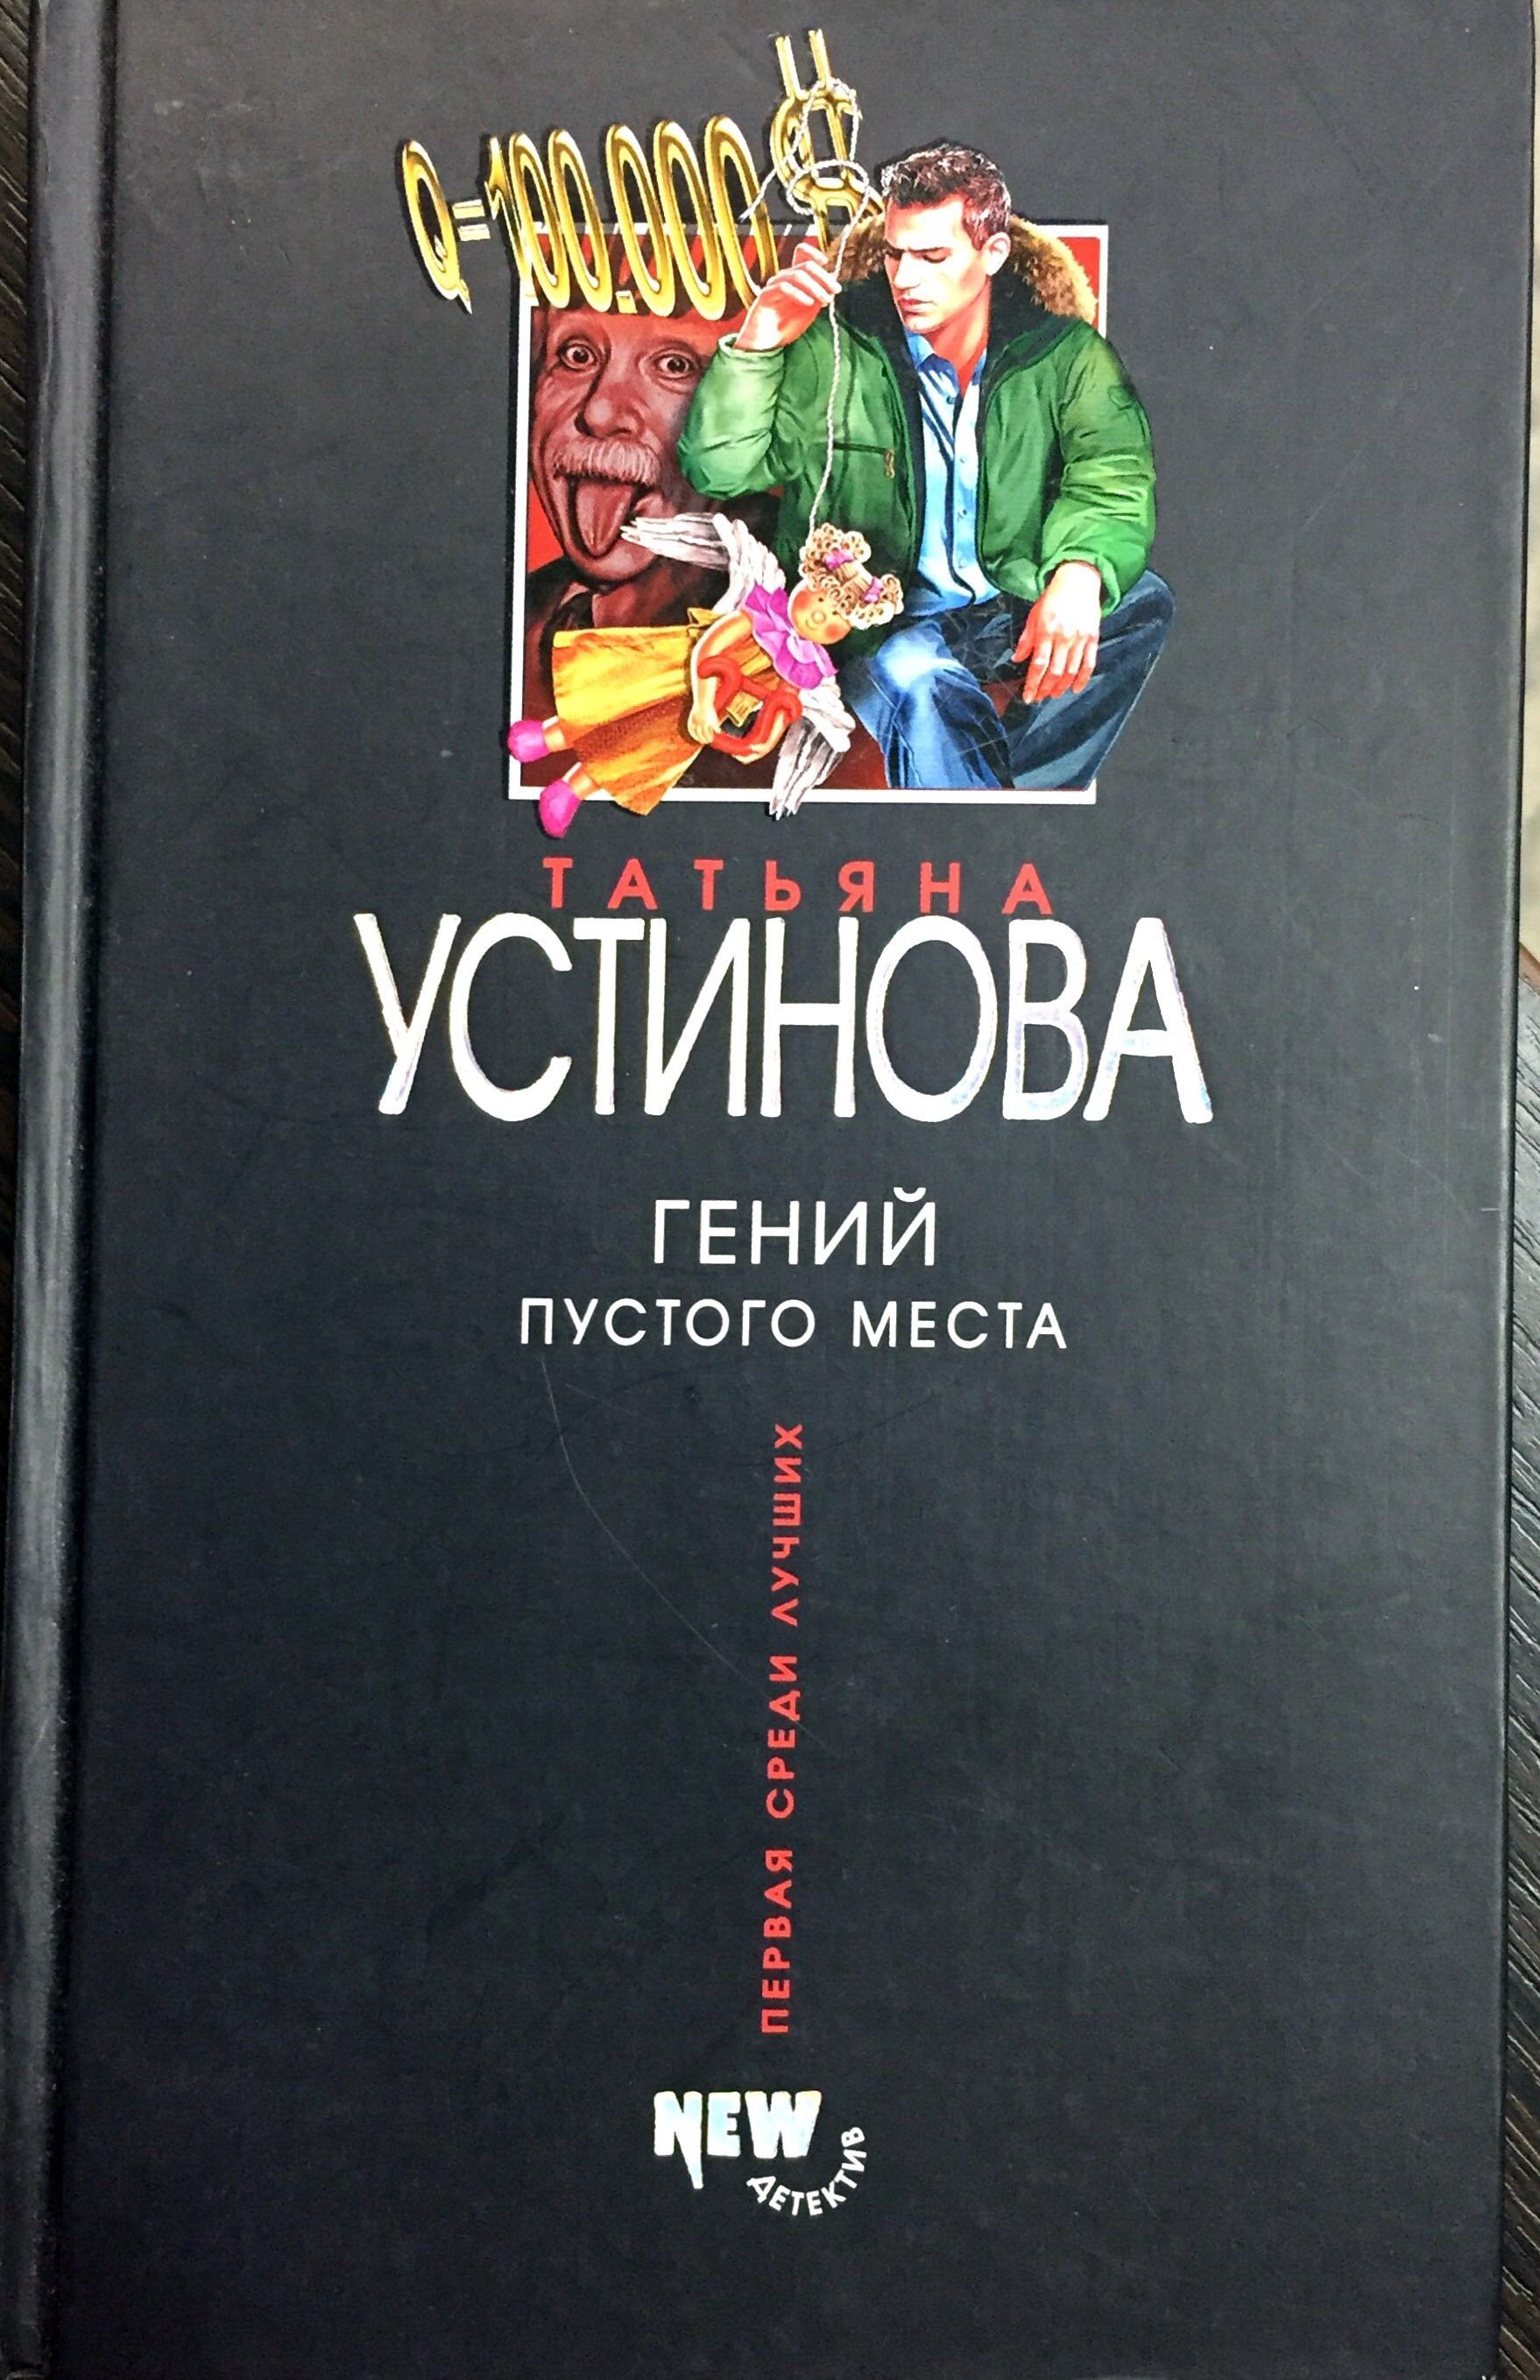 Q=100.000 $
ТАТЬЯНА
УСТИНОВА
ГЕНИЙ
ПУСТОГО МЕСТА
ПЕРВАЯ СРЕДИ ЛУЧШИХ
NEW
ДЕТЕКТИВ